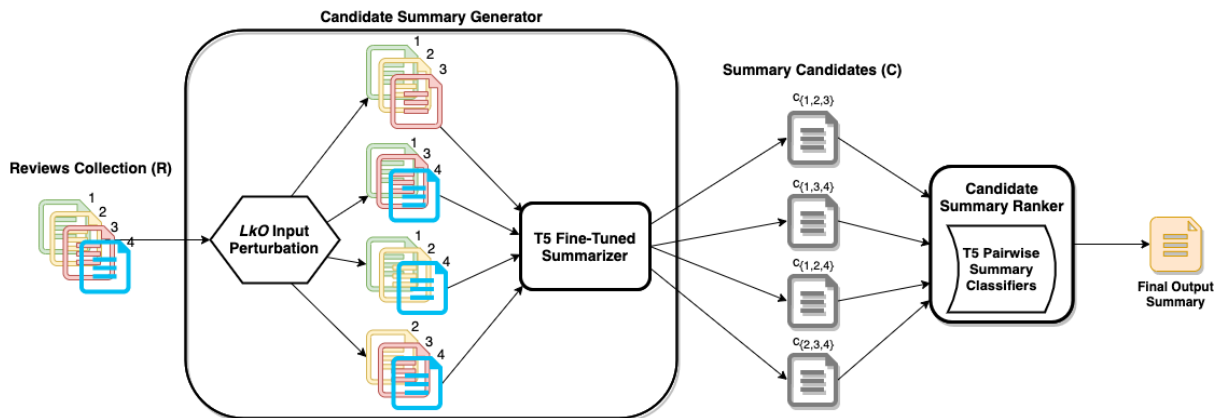 Candidate Summary Generator
Reviews Collection (R)
1
2
3
4
LkO Input
Perturbation
1
2
3
1
3
4
1
2
4
2
3
4
T5 Fine-Tuned
Summarizer
Summary Candidates (C)
C{1,2,3}
C{1,3,4}
C{1,2,4}
C{2,3,4}
Candidate
Summary Ranker
T5 Pairwise
Summary
Classifiers
Final Output
Summary